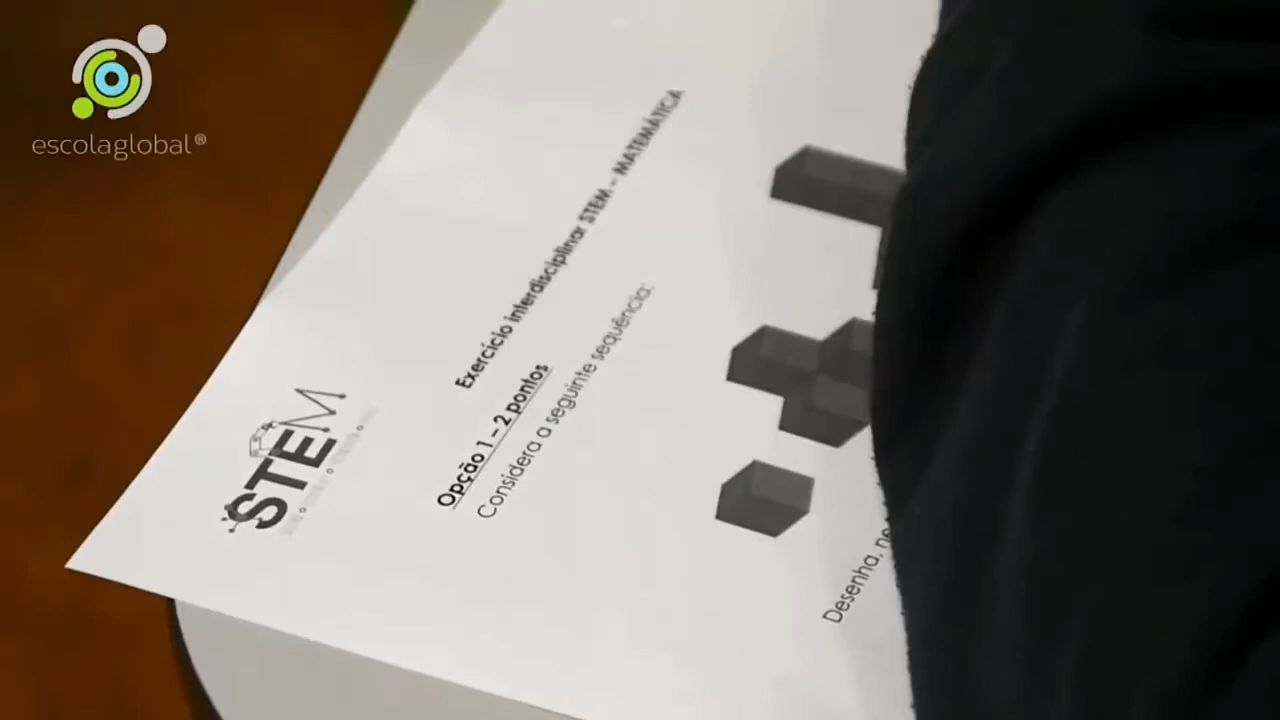 escolaglobal®
STEM
Exercício interdisciplinar STEM – MATEMÁTICA
Opção 1 – 2 pontos
Considera a seguinte sequência:
Desenha,